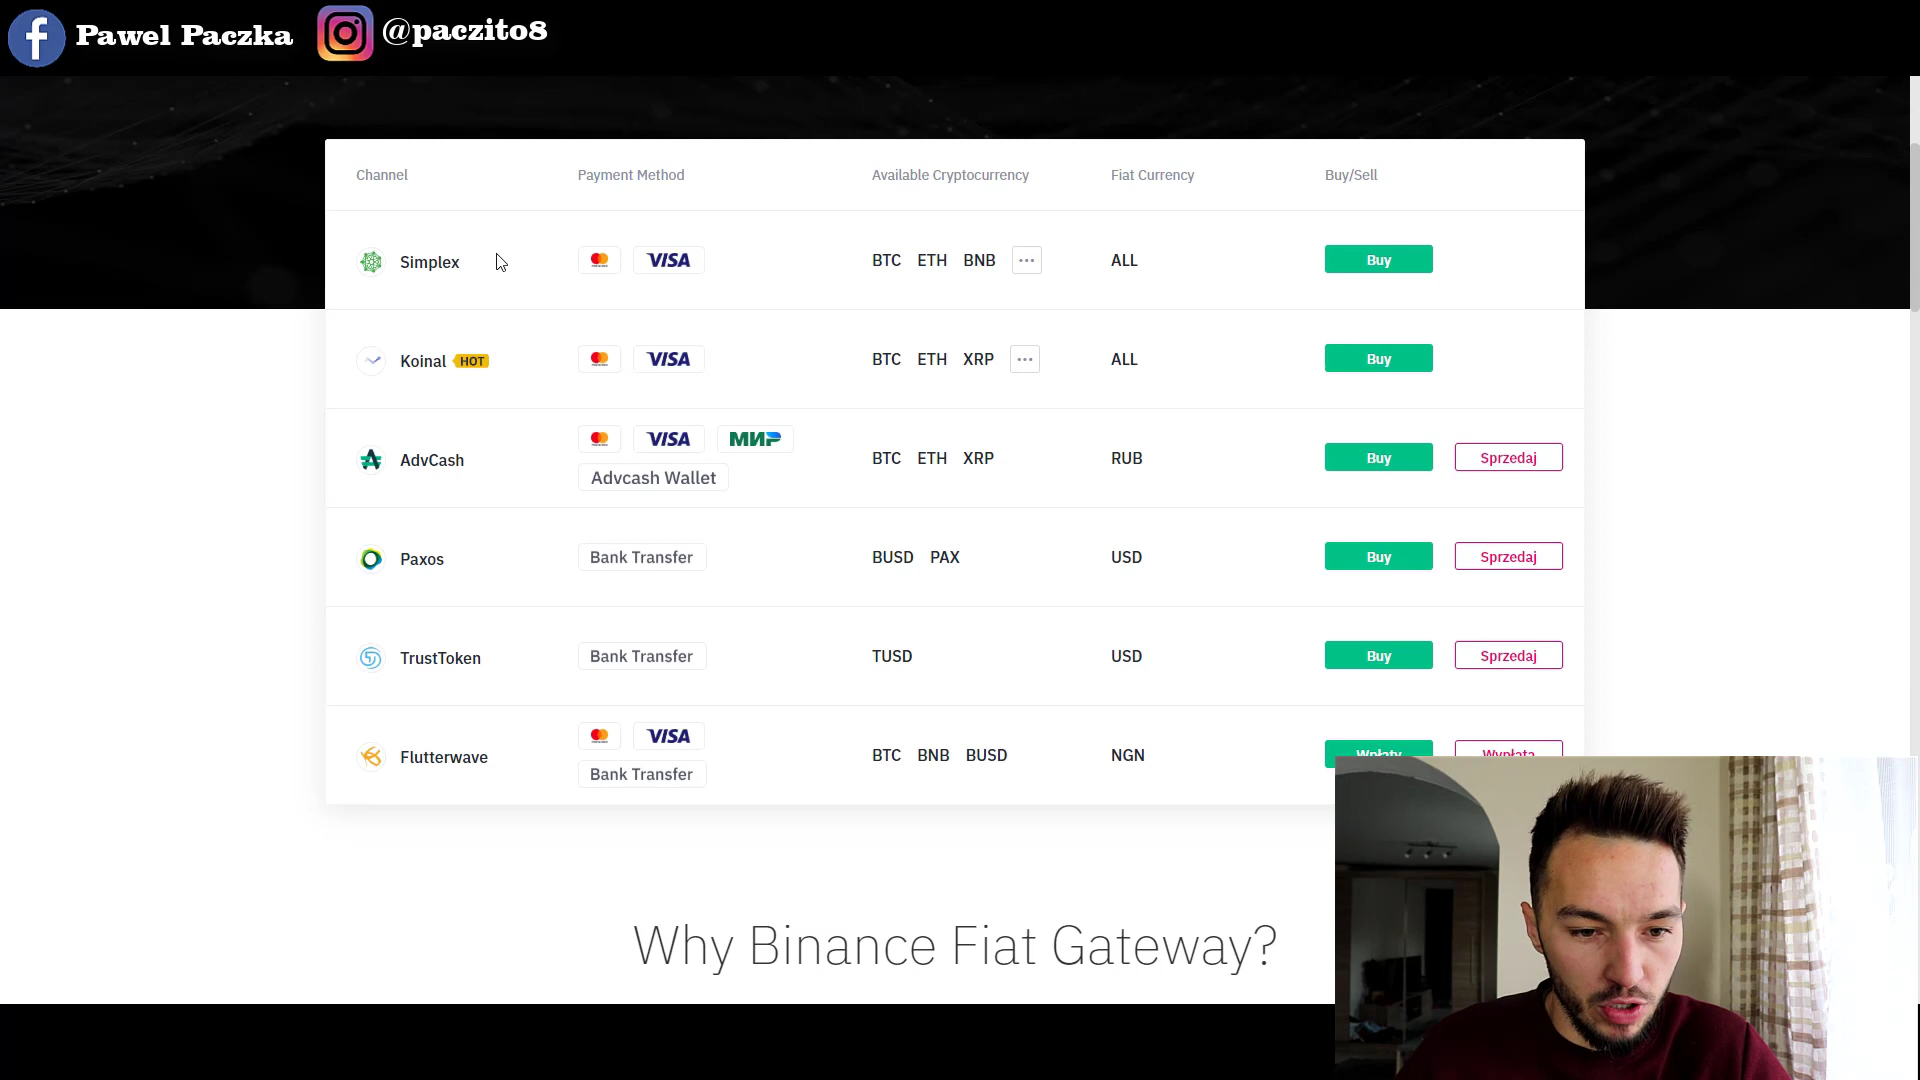 Pawel Paczka @paczito8
Channel Payment Method Available Cryptocurrency Fiat Currency Buy/Sell
Simplex VISA BTC ETH BNB ··· ALL Buy
Koinal HOT VISA BTC ETH XRP ··· ALL Buy
AdvCash VISA МИР BTC ETH XRP RUB Buy Sprzedaj
Advcash Wallet
Paxos Bank Transfer BUSD PAX USD Buy Sprzedaj
TrustToken Bank Transfer TUSD USD Buy Sprzedaj
Flutterwave VISA BTC BNB BUSD NGN Wpłaty Wypłata
Bank Transfer
Why Binance Fiat Gateway?